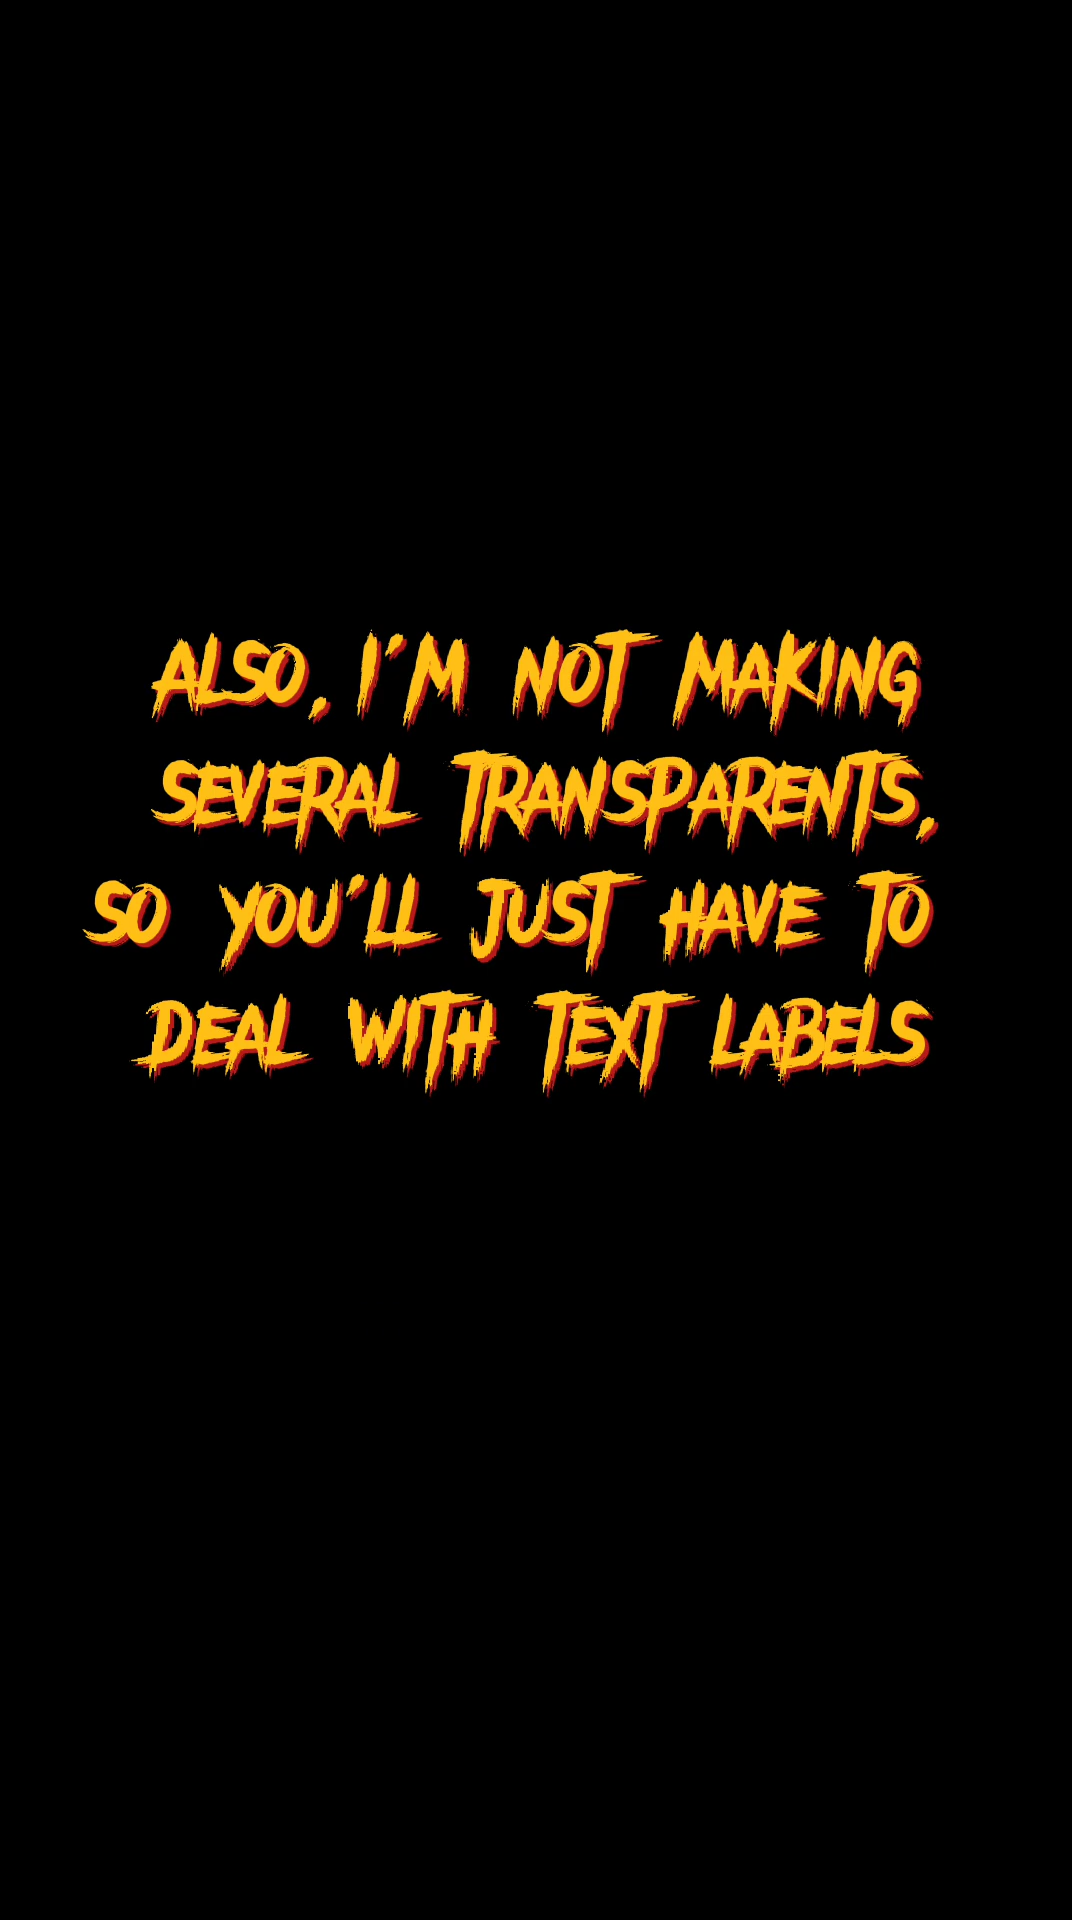 ALSO, I'M NOT MAKING
SEVERAL TRANSPARENTS,
SO YOU'LL JUST HAVE TO
DEAL WITH TEXT LABELS